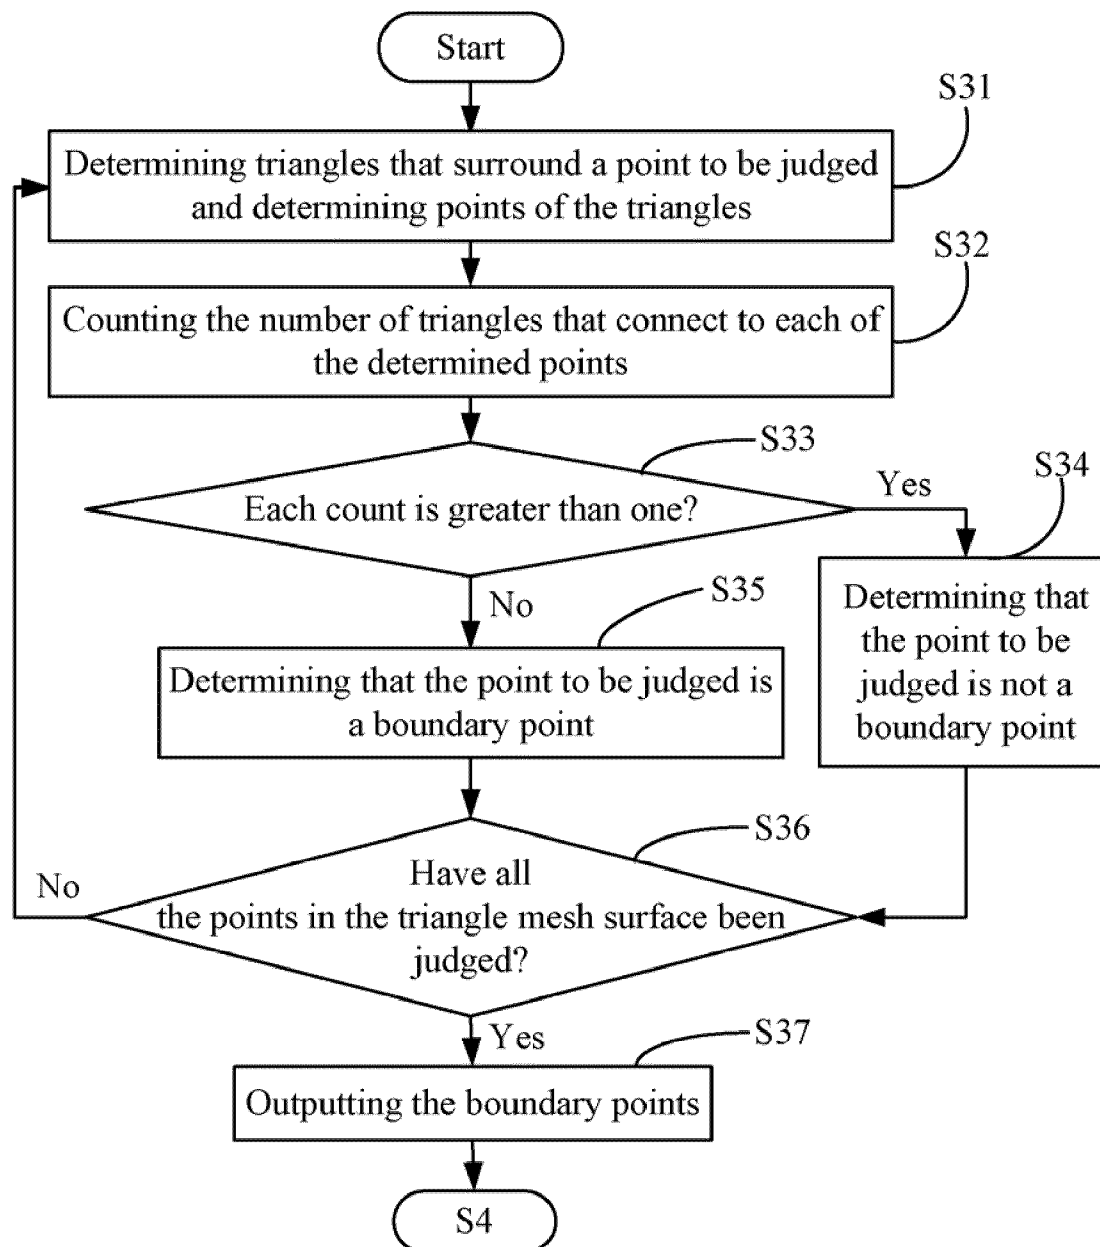 Start
S31
Determining triangles that surround a point to be judged
and determining points of the triangles
S32
Counting the number of triangles that connect to each of
the determined points
S33
Each count is greater than one?
Yes
S34
Determining that
the point to be
judged is not a
boundary point
No
S35
Determining that the point to be judged is
a boundary point
S36
Have all
the points in the triangle mesh surface been
judged?
No
Yes
S37
Outputting the boundary points
S4